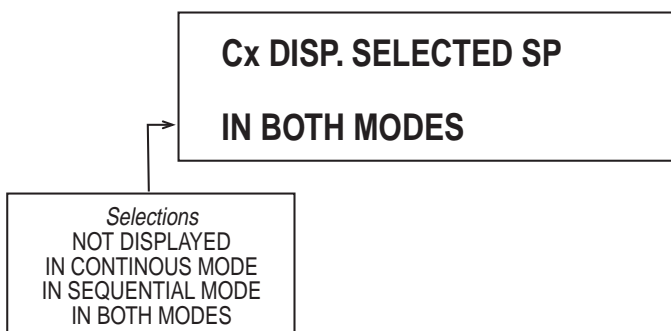 Cx DISP. SELECTED SP
IN BOTH MODES
Selections
NOT DISPLAYED
IN CONTINOUS MODE
IN SEQUENTIAL MODE
IN BOTH MODES